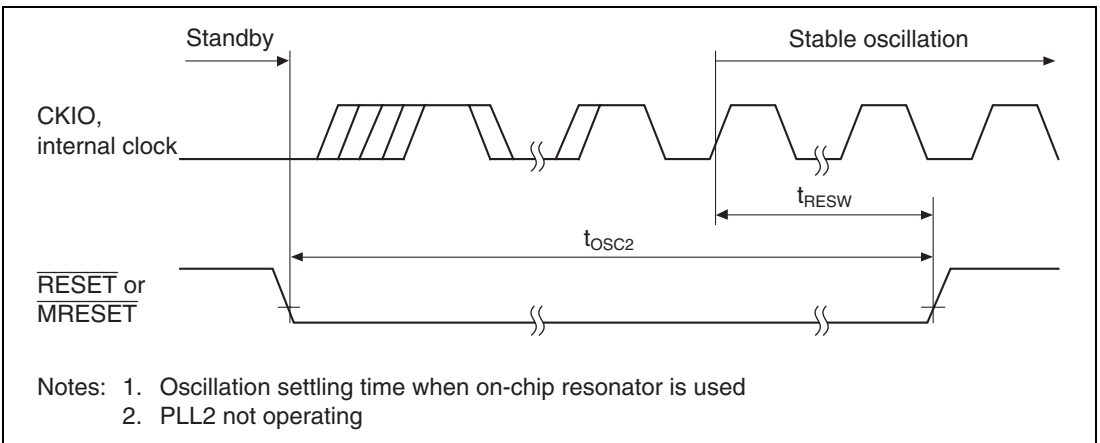 Standby
Stable oscillation
CKIO,
internal clock
tRESW
tOSC2
RESET or
MRESET
Notes: 1. Oscillation settling time when on-chip resonator is used
2. PLL2 not operating